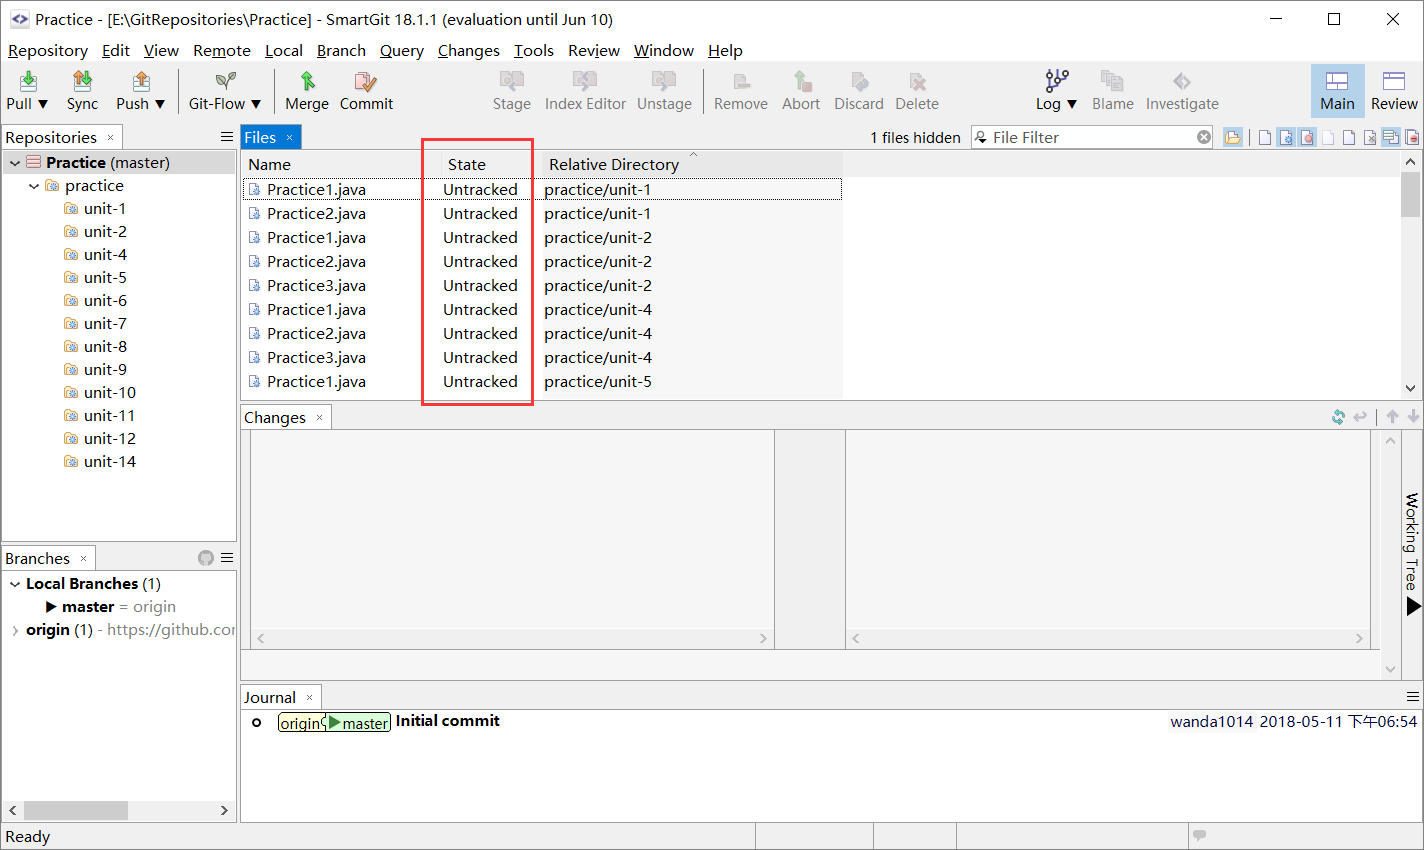 Practice - [E:\GitRepositories\Practice] - SmartGit 18.1.1 (evaluation until Jun 10)
Repository Edit View Remote Local Branch Query Changes Tools Review Window Help
Pull ▼ Sync Push ▼ Git-Flow ▼ Merge Commit Stage Index Editor Unstage Remove Abort Discard Delete Log ▼ Blame Investigate Main Review
Repositories
Practice (master)
practice
unit-1
unit-2
unit-4
unit-5
unit-6
unit-7
unit-8
unit-9
unit-10
unit-11
unit-12
unit-14
Branches
Local Branches (1)
master = origin
origin (1) - https://github.cor
Files 1 files hidden File Filter
Name State Relative Directory
Practice1.java Untracked practice/unit-1
Practice2.java Untracked practice/unit-1
Practice1.java Untracked practice/unit-2
Practice2.java Untracked practice/unit-2
Practice3.java Untracked practice/unit-2
Practice1.java Untracked practice/unit-4
Practice2.java Untracked practice/unit-4
Practice3.java Untracked practice/unit-4
Practice1.java Untracked practice/unit-5
Changes
Working Tree
Journal
origin master Initial commit wanda1014 2018-05-11 下午06:54
Ready